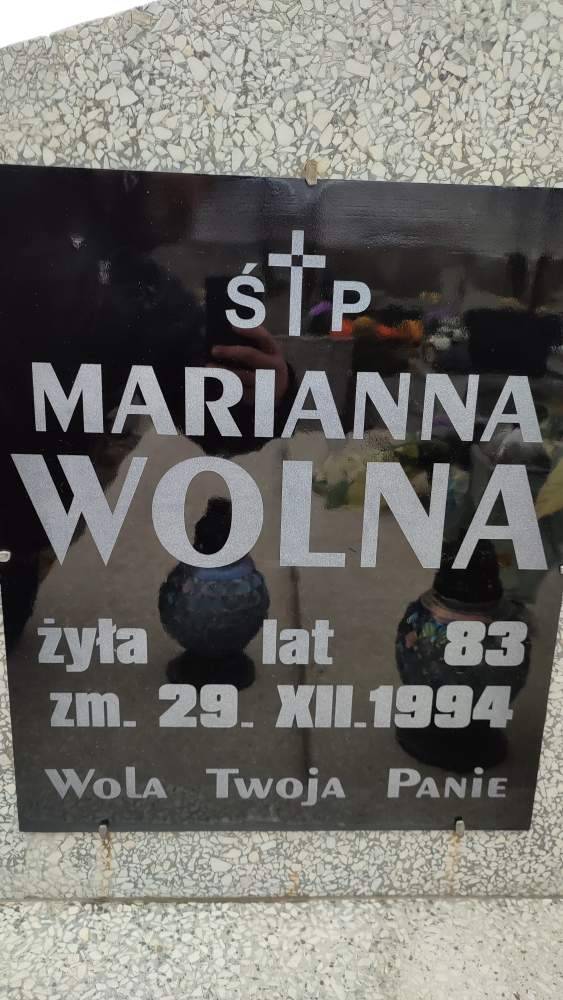 Ś P
MARIANNA
WOLNA
żyła lat 83
zm. 29. XII.1994
Wola Twoja Panie